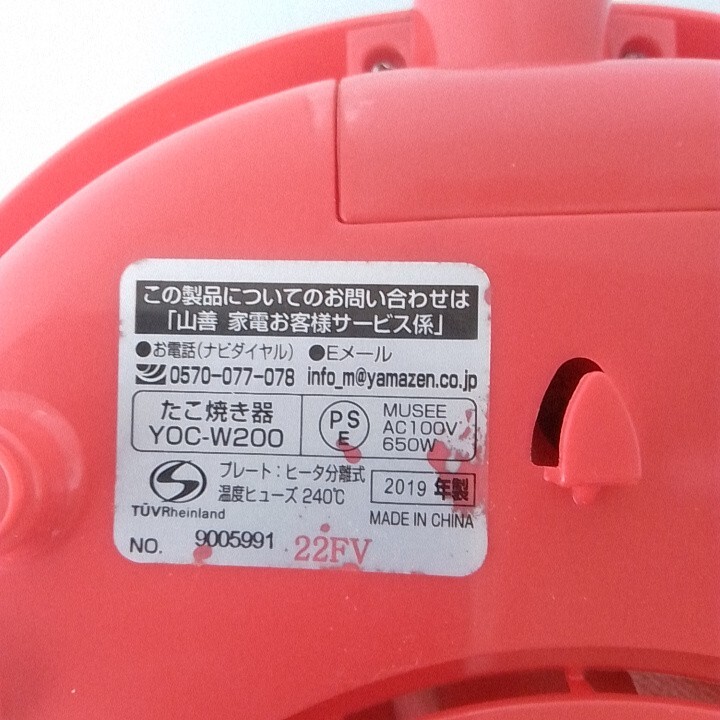 この製品についてのお問い合わせは
「山善 家電お客様サービス係」
●お電話(ナビダイヤル) ●Eメール
0570-077-078 info_m@yamazen.co.jp
たこ焼き器
YOC-W200
PS
E
MUSEE
AC100V
650W
プレート:ヒータ分離式
温度ヒューズ 240℃
2019 年製
TÜVRheinland
MADE IN CHINA
NO. 9005991 22FV